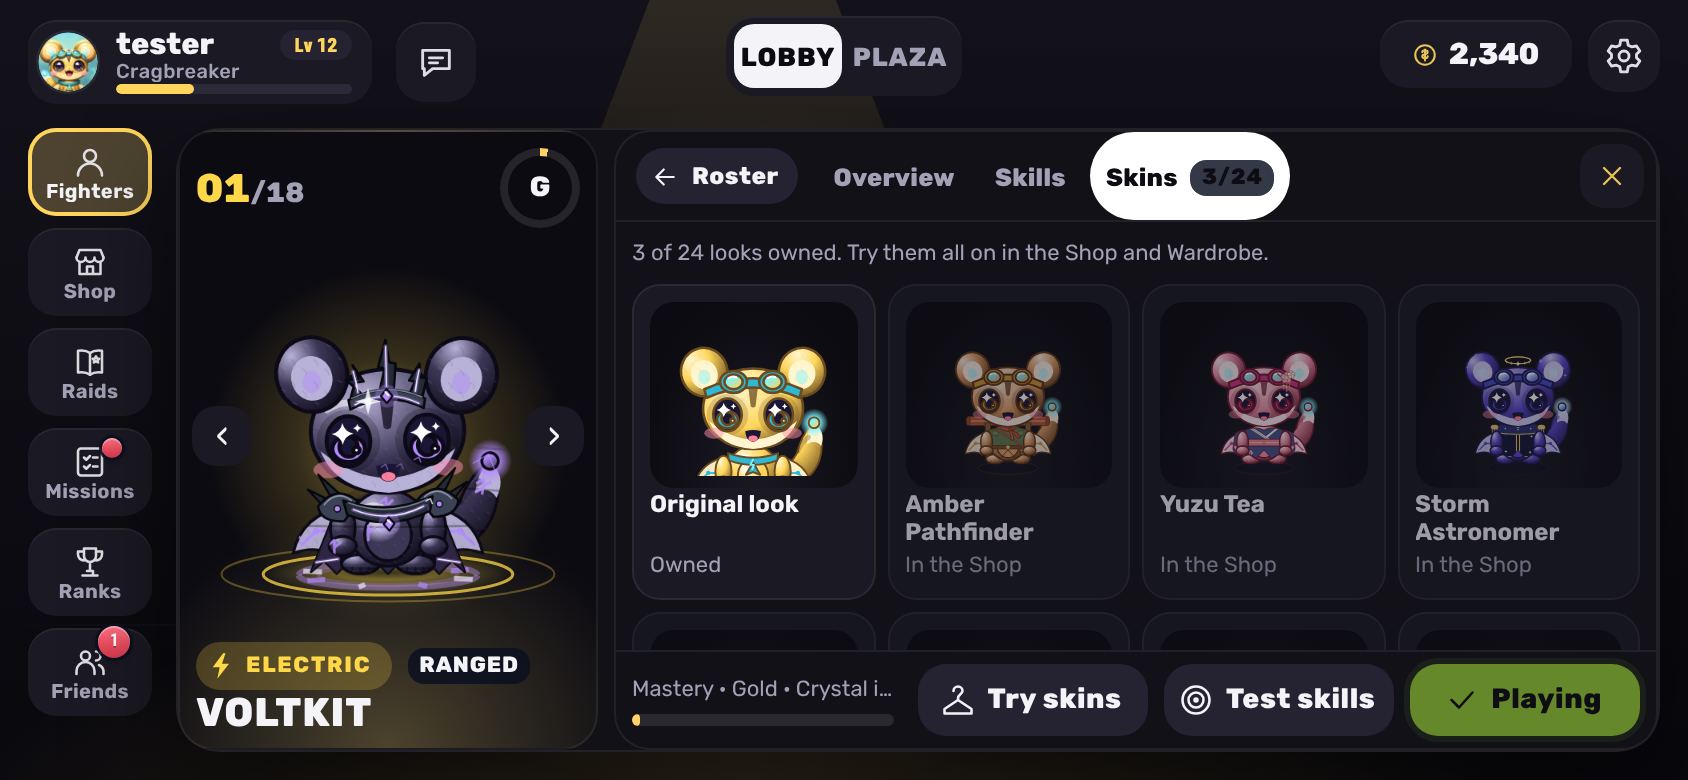 tester
Lv 12
Cragbreaker
LOBBY
PLAZA
2,340
Fighters
Shop
Raids
Missions
Ranks
1
Friends
01/18
G
ELECTRIC
RANGED
VOLTKIT
Roster
Overview
Skills
Skins
3/24
3 of 24 looks owned. Try them all on in the Shop and Wardrobe.
Original look
Owned
Amber
Pathfinder
In the Shop
Yuzu Tea
In the Shop
Storm
Astronomer
In the Shop
Mastery • Gold • Crystal i...
Try skins
Test skills
Playing